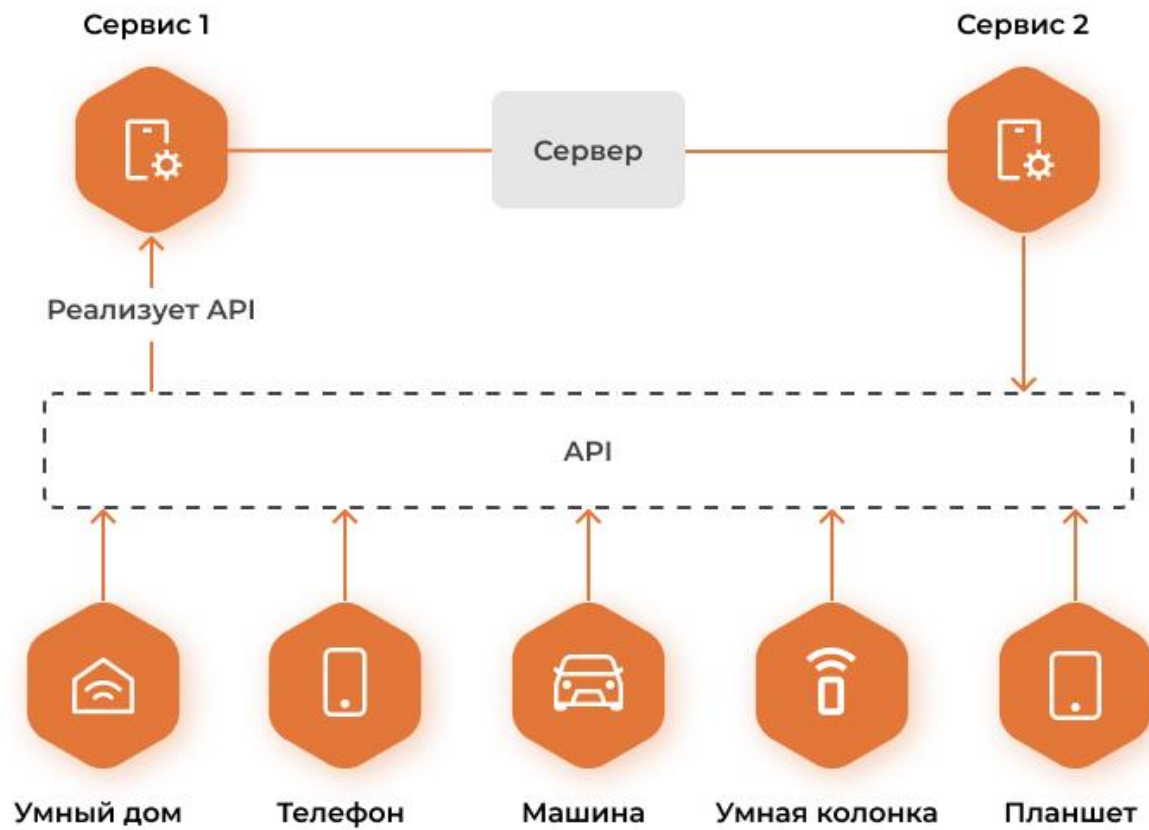 Сервис 1
Сервис 2
Сервер
Реализует API
API
Умный дом
Телефон
Машина
Умная колонка
Планшет